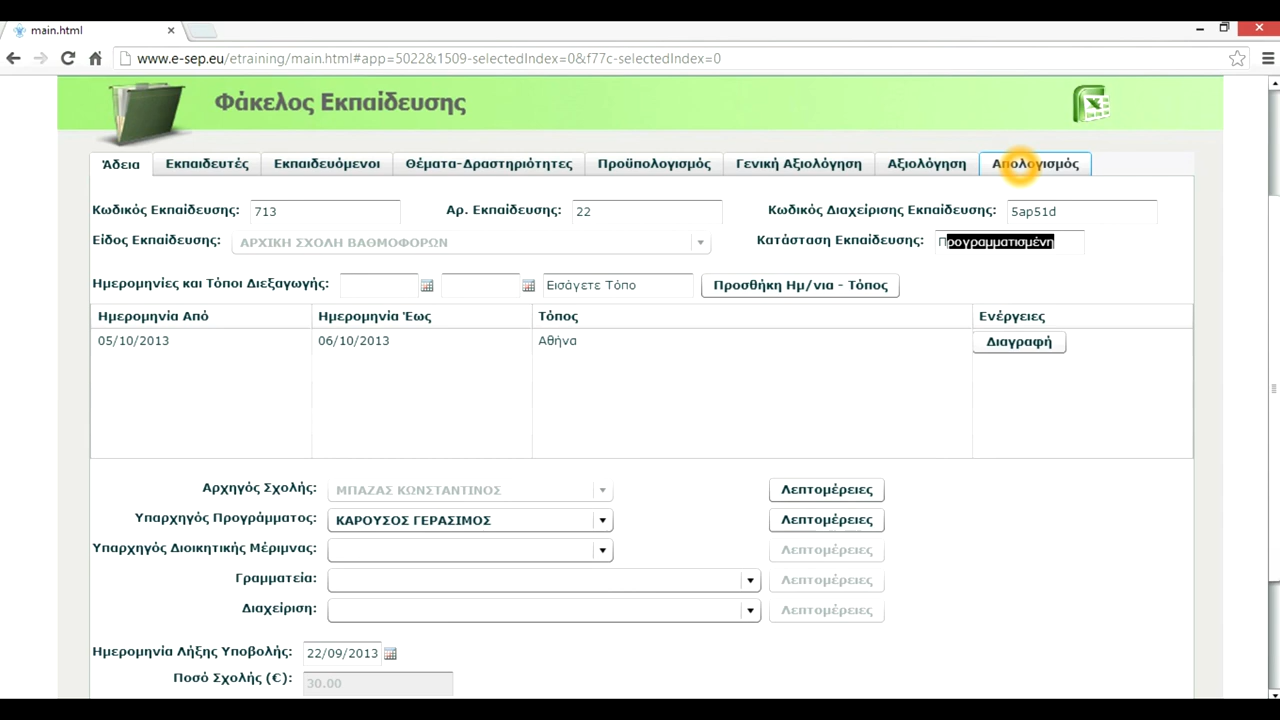 main.html
www.e-sep.eu/etraining/main.html#app=5022&1509-selectedIndex=0&f77c-selectedIndex=0
Φάκελος Εκπαίδευσης
Άδεια Εκπαιδευτές Εκπαιδευόμενοι Θέματα-Δραστηριότητες Προϋπολογισμός Γενική Αξιολόγηση Αξιολόγηση Απολογισμός
Κωδικός Εκπαίδευσης: 713 Αρ. Εκπαίδευσης: 22 Κωδικός Διαχείρισης Εκπαίδευσης: 5ap51d
Είδος Εκπαίδευσης: ΑΡΧΙΚΗ ΣΧΟΛΗ ΒΑΘΜΟΦΟΡΩΝ Κατάσταση Εκπαίδευσης: Προγραμματισμένη
Ημερομηνίες και Τόποι Διεξαγωγής: Εισάγετε Τόπο Προσθήκη Ημ/νια - Τόπος
Ημερομηνία Από Ημερομηνία Έως Τόπος Ενέργειες
05/10/2013 06/10/2013 Αθήνα Διαγραφή
Αρχηγός Σχολής: ΜΠΑΖΑΣ ΚΩΝΣΤΑΝΤΙΝΟΣ Λεπτομέρειες
Υπαρχηγός Προγράμματος: ΚΑΡΟΥΣΟΣ ΓΕΡΑΣΙΜΟΣ Λεπτομέρειες
Υπαρχηγός Διοικητικής Μέριμνας: Λεπτομέρειες
Γραμματεία: Λεπτομέρειες
Διαχείριση: Λεπτομέρειες
Ημερομηνία Λήξης Υποβολής: 22/09/2013
Ποσό Σχολής (€): 30.00